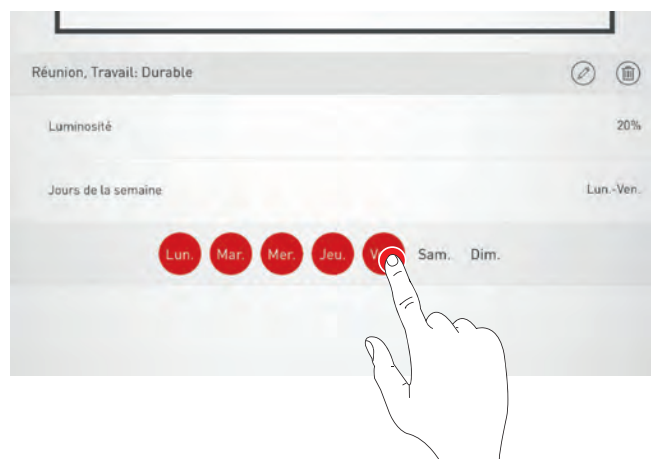 Réunion, Travail: Durable
Luminosité 20%
Jours de la semaine Lun.-Ven.
Lun. Mar. Mer. Jeu. Sam. Dim.